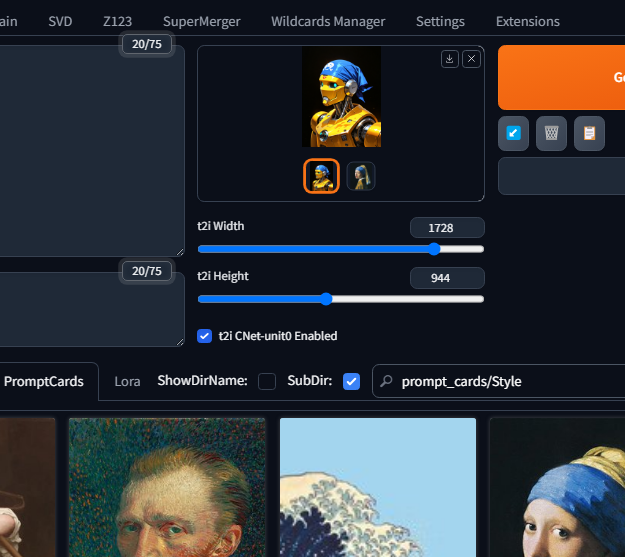 ain SVD Z123 SuperMerger Wildcards Manager Settings Extensions
20/75
Ge
t2i Width 1728
t2i Height 944
20/75
t2i CNet-unit0 Enabled
PromptCards Lora ShowDirName: SubDir: prompt_cards/Style